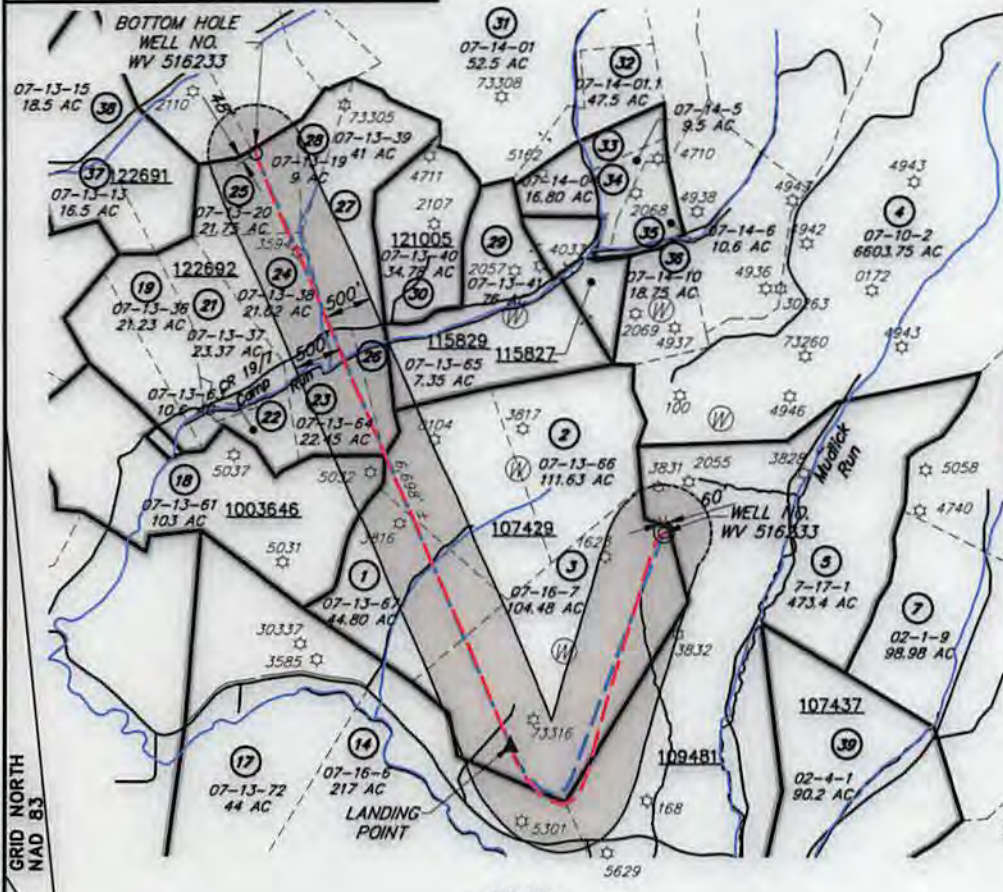 BOTTOM HOLE
WELL NO.
WV 516233
31
07-14-01
52.5 AC
73308
32
07-14-01.1
47.5 AC
07-13-15
18.5 AC
38
2110
73305
28
07-13-39
41 AC
07-13-19
9 AC
4711
5162
33
07-14-5
9.5 AC
4710
16.80 AC
34
4943
4943
4
07-10-2
6603.75 AC
37
122691
07-13-13
16.5 AC
25
07-13-20
21.75 AC
27
2107
121005
07-13-40
34.78 AC
30
29
4033
2057
07-13-41
76 AC
2068
4938
35
07-14-6
10.6 AC
4942
36
07-14-10
18.75 AC
4936
0172
30263
122692
24
07-13-38
21.62 AC
19
07-13-36
21.23 AC
21
07-13-37
23.37 AC
500'
500'
W
2069
W
4937
4943
73260
115829
115827
26
07-13-65
7.35 AC
CR 19/7
Camp
Run
22
23
07-13-64
22.45 AC
3817
100
W
4946
5037
5032
2
07-13-66
111.63 AC
W
3831
2055
3828
Mudlick
Run
5058
4740
18
07-13-61
103 AC
1003646
6,698' ±
60'
WELL NO.
WV 516233
3816
107429
1628
5031
3
07-16-7
104.48 AC
5
7-17-1
473.4 AC
7
02-1-9
98.98 AC
1
07-13-67
44.80 AC
30337
3585
W
3832
107437
39
02-4-1
90.2 AC
73316
109481
17
07-13-72
44 AC
14
07-16-6
217 AC
LANDING
POINT
168
5301
5629
GRID NORTH
NAD 83